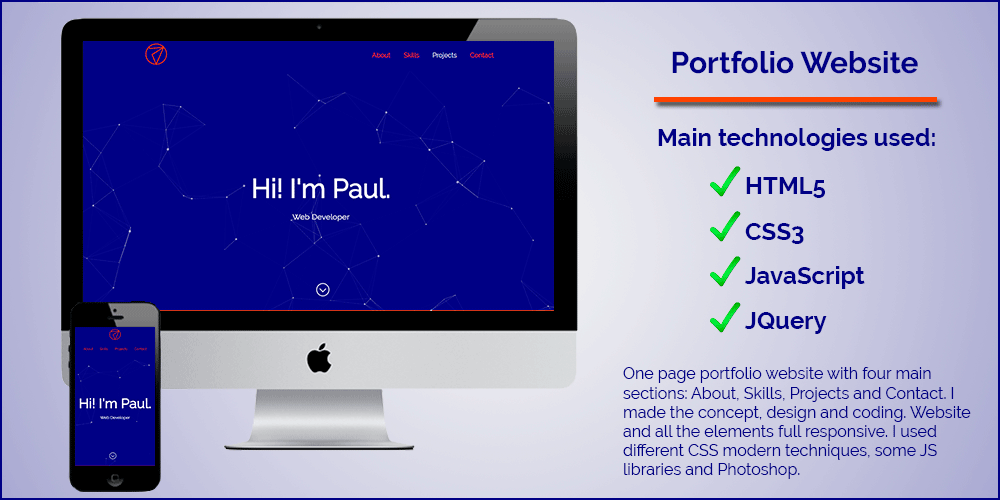 About Skills Projects Contact
Hi! I'm Paul.
Web Developer
About Skills Projects Contact
Hi! I'm Paul.
Web Developer
Portfolio Website
Main technologies used:
HTML5
CSS3
JavaScript
JQuery
One page portfolio website with four main
sections: About, Skills, Projects and Contact. I
made the concept, design and coding. Website
and all the elements full responsive. I used
different CSS modern techniques, some JS
libraries and Photoshop.